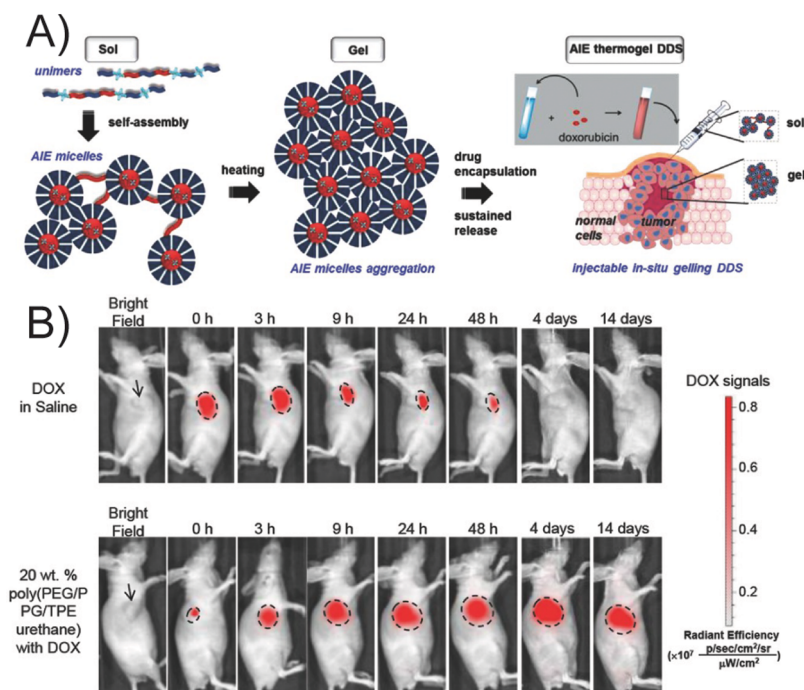 A)
Sol
Gel
AIE thermogel DDS
unimers
self-assembly
AIE micelles
heating
AIE micelles aggregation
drug
encapsulation
sustained
release
+
doxorubicin
sol
gel
normal
cells
tumor
injectable in-situ gelling DDS
B)
Bright
Field
0 h
3 h
9 h
24 h
48 h
4 days
14 days
DOX
in Saline
Bright
Field
0 h
3 h
9 h
24 h
48 h
4 days
14 days
20 wt. %
poly(PEG/P
PG/TPE
urethane)
with DOX
DOX signals
0.8
0.6
0.4
0.2
Radiant Efficiency
(×10⁷ p/sec/cm²/sr / µW/cm² )